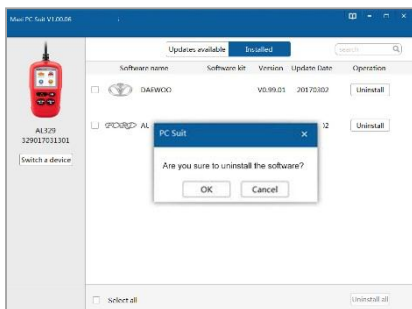 Maxi PC Suit V1.00.06
Updates available Installed
search
Software name Software kit Version Update Date Operation
DAEWOO V0.99.01 20170302 Uninstall
FORD AL 02 Uninstall
AL329
329017031301
Switch a device
PC Suit
Are you sure to uninstall the software?
OK Cancel
Select all
Uninstall all